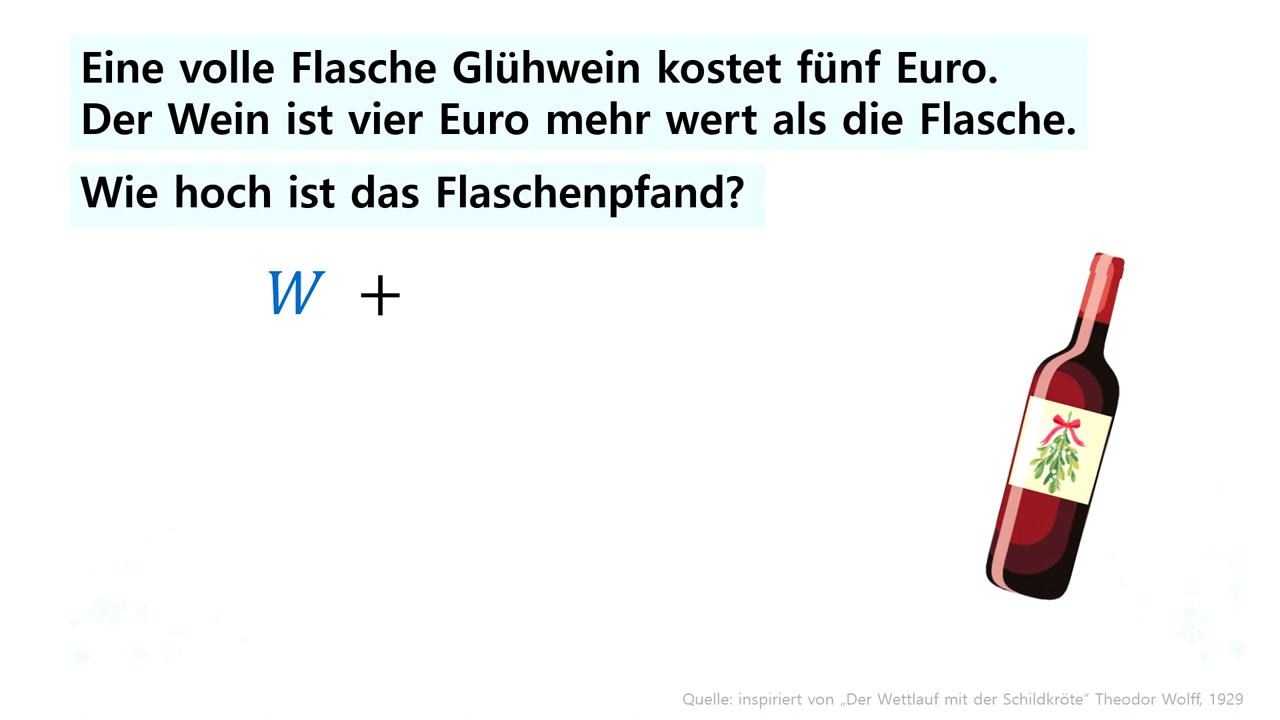 Eine volle Flasche Glühwein kostet fünf Euro.
Der Wein ist vier Euro mehr wert als die Flasche.
Wie hoch ist das Flaschenpfand?
W +
Quelle: inspiriert von „Der Wettlauf mit der Schildkröte“ Theodor Wolff, 1929